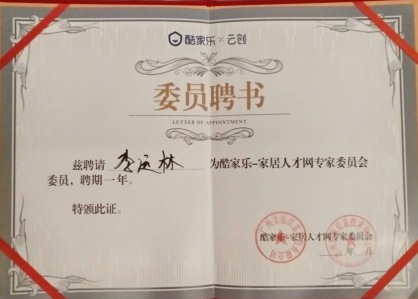 酷家乐 × 云创
委员聘书
LETTER OF APPOINTMENT
兹聘请 李运林 为酷家乐-家居人才网专家委员会
委员，聘期一年。
特颁此证。
酷家乐-家居人才网专家委员会
年 月